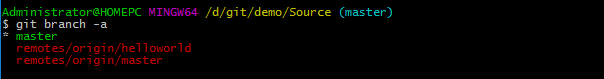 Administrator@HOMEPC MINGW64 /d/git/demo/Source (master)
$ git branch -a
* master
  remotes/origin/helloworld
  remotes/origin/master